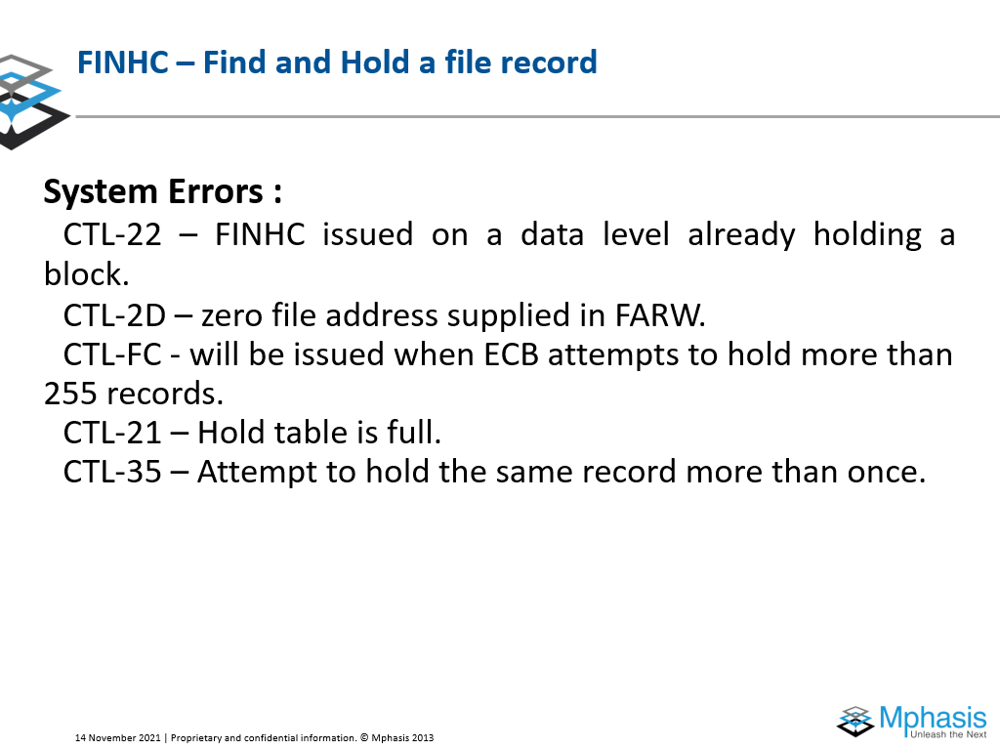 FINHC – Find and Hold a file record
System Errors :
CTL-22 – FINHC issued on a data level already holding a
block.
CTL-2D – zero file address supplied in FARW.
CTL-FC - will be issued when ECB attempts to hold more than
255 records.
CTL-21 – Hold table is full.
CTL-35 – Attempt to hold the same record more than once.
14 November 2021 | Proprietary and confidential information. © Mphasis 2013
Mphasis
Unleash the Next